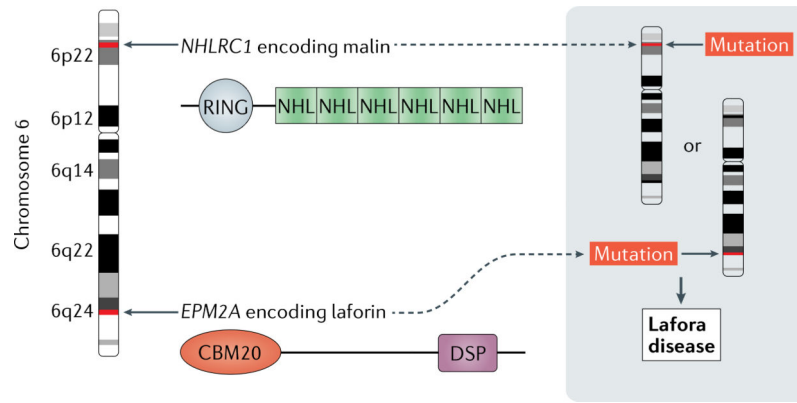 Chromosome 6
6p22
6p12
6q14
6q22
6q24
NHLRC1 encoding malin
RING
NHL NHL NHL NHL NHL NHL
EPM2A encoding laforin
CBM20
DSP
Mutation
or
Mutation
Lafora
disease